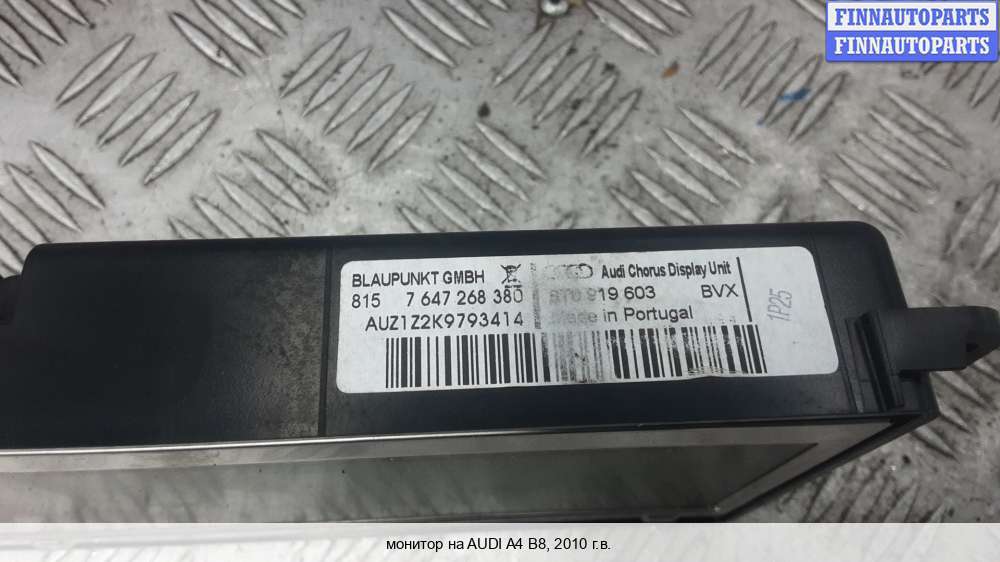 FINNAUTOPARTS
FINNAUTOPARTS
BLAUPUNKT GMBH Audi Chorus Display Unit
815 7 647 268 380 8T0 919 603 BVX
AUZ1Z2K9793414 Made in Portugal
1P25
монитор на AUDI A4 B8, 2010 г.в.